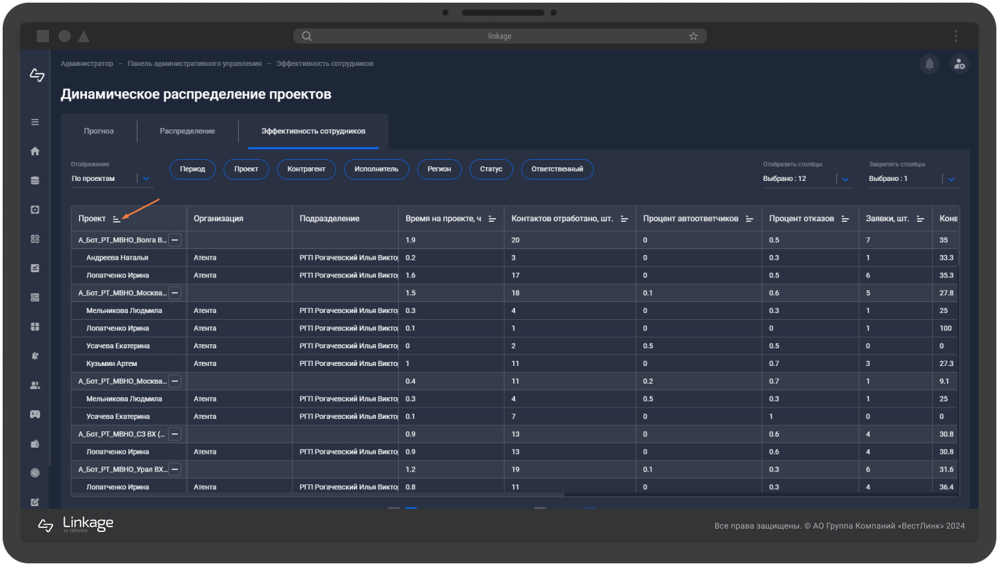 linkage
Администратор – Панель административного управления – Эффективность сотрудников
Динамическое распределение проектов
Прогноз Распределение Эффективность сотрудников
Отображение
По проектам
Период Проект Контрагент Исполнитель Регион Статус Ответственный
Отобразить столбцы Закрепить столбцы
Выбрано : 12 Выбрано : 1
Проект Организация Подразделение Время на проекте, ч Контактов отработано, шт. Процент автоответчиков Процент отказов Заявки, шт. Конв
А_Бот_РТ_МВНО_Волга В... 1.9 20 0 0.5 7 35
Андреева Наталья Атента РГП Рогачевский Илья Викто 0.2 3 0 0.3 1 33.3
Лопатченко Ирина Атента РГП Рогачевский Илья Викто 1.6 17 0 0.5 6 35.3
А_Бот_РТ_МВНО_Москва... 1.5 18 0.1 0.6 5 27.8
Мельникова Людмила Атента РГП Рогачевский Илья Викто 0.3 4 0 0.3 1 25
Лопатченко Ирина Атента РГП Рогачевский Илья Викто 0.1 1 0 0 1 100
Усачева Екатерина Атента РГП Рогачевский Илья Викто 0 2 0.5 0.5 0 0
Кузьмин Артем Атента РГП Рогачевский Илья Викто 1 11 0 0.7 3 27.3
А_Бот_РТ_МВНО_Москва... 0.4 11 0.2 0.7 1 9.1
Мельникова Людмила Атента РГП Рогачевский Илья Викто 0.3 4 0.5 0.3 1 25
Усачева Екатерина Атента РГП Рогачевский Илья Викто 0.1 7 0 1 0 0
А_Бот_РТ_МВНО_СЗ ВХ (... 0.9 13 0 0.6 4 30.8
Лопатченко Ирина Атента РГП Рогачевский Илья Викто 0.9 13 0 0.6 4 30.8
А_Бот_РТ_МВНО_Урал ВХ... 1.2 19 0.1 0.3 6 31.6
Лопатченко Ирина Атента РГП Рогачевский Илья Викто 0.8 11 0 0.3 4 36.4
Linkage
AI DRIVEN
Все права защищены. © АО Группа Компаний «ВестЛинк» 2024